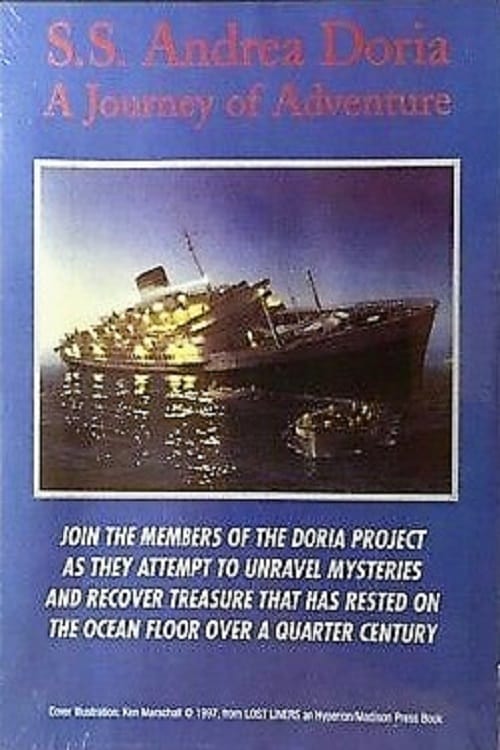 S.S. Andrea Doria
A Journey of Adventure
JOIN THE MEMBERS OF THE DORIA PROJECT
AS THEY ATTEMPT TO UNRAVEL MYSTERIES
AND RECOVER TREASURE THAT HAS RESTED ON
THE OCEAN FLOOR OVER A QUARTER CENTURY
Cover Illustration: Ken Marschall © 1997, from LOST LINERS an Hyperion/Madison Press Book